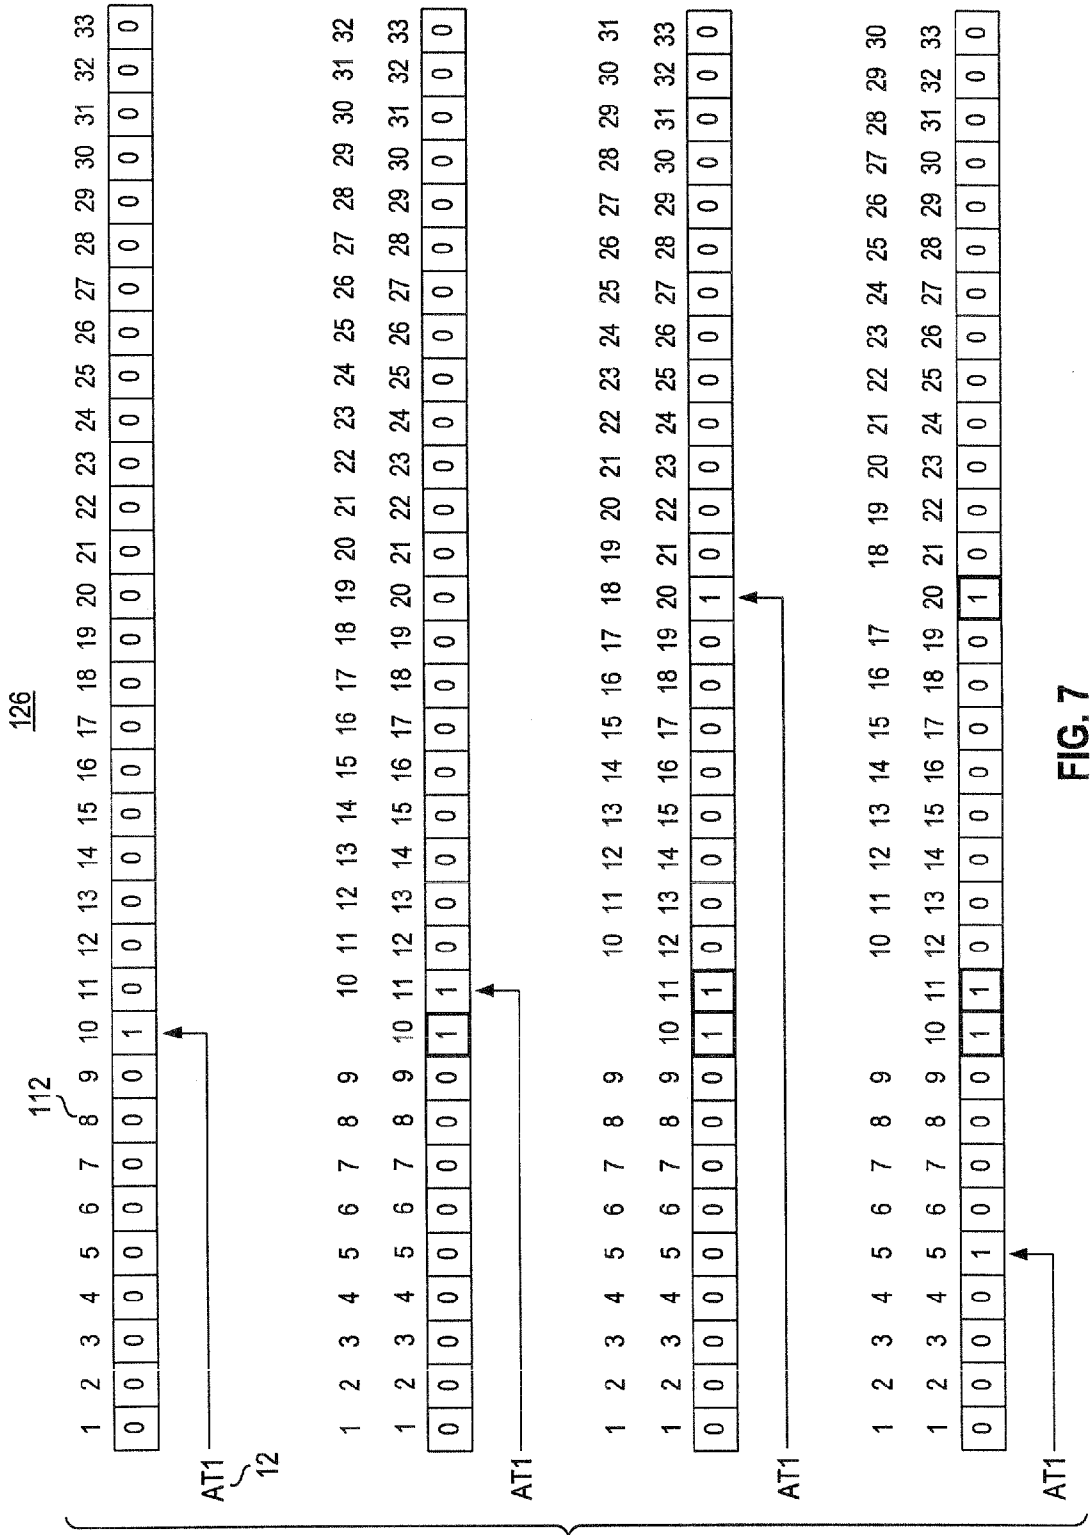 126
112
1 2 3 4 5 6 7 8 9 10 11 12 13 14 15 16 17 18 19 20 21 22 23 24 25 26 27 28 29 30 31 32 33
0 0 0 0 0 0 0 0 0 1 0 0 0 0 0 0 0 0 0 0 0 0 0 0 0 0 0 0 0 0 0 0 0
AT1
12
1 2 3 4 5 6 7 8 9 10 11 12 13 14 15 16 17 18 19 20 21 22 23 24 25 26 27 28 29 30 31 32
1 2 3 4 5 6 7 8 9 10 11 12 13 14 15 16 17 18 19 20 21 22 23 24 25 26 27 28 29 30 31 32 33
0 0 0 0 0 0 0 0 0 1 1 0 0 0 0 0 0 0 0 0 0 0 0 0 0 0 0 0 0 0 0 0 0
AT1
1 2 3 4 5 6 7 8 9 10 11 12 13 14 15 16 17 18 19 20 21 22 23 24 25 26 27 28 29 30 31
1 2 3 4 5 6 7 8 9 10 11 12 13 14 15 16 17 18 19 20 21 22 23 24 25 26 27 28 29 30 31 32 33
0 0 0 0 0 0 0 0 0 1 1 0 0 0 0 0 0 0 0 1 0 0 0 0 0 0 0 0 0 0 0 0 0
AT1
1 2 3 4 5 6 7 8 9 10 11 12 13 14 15 16 17 18 19 20 21 22 23 24 25 26 27 28 29 30
1 2 3 4 5 6 7 8 9 10 11 12 13 14 15 16 17 18 19 20 21 22 23 24 25 26 27 28 29 30 31 32 33
0 0 0 0 1 0 0 0 0 1 1 0 0 0 0 0 0 0 0 1 0 0 0 0 0 0 0 0 0 0 0 0 0
AT1
FIG. 7